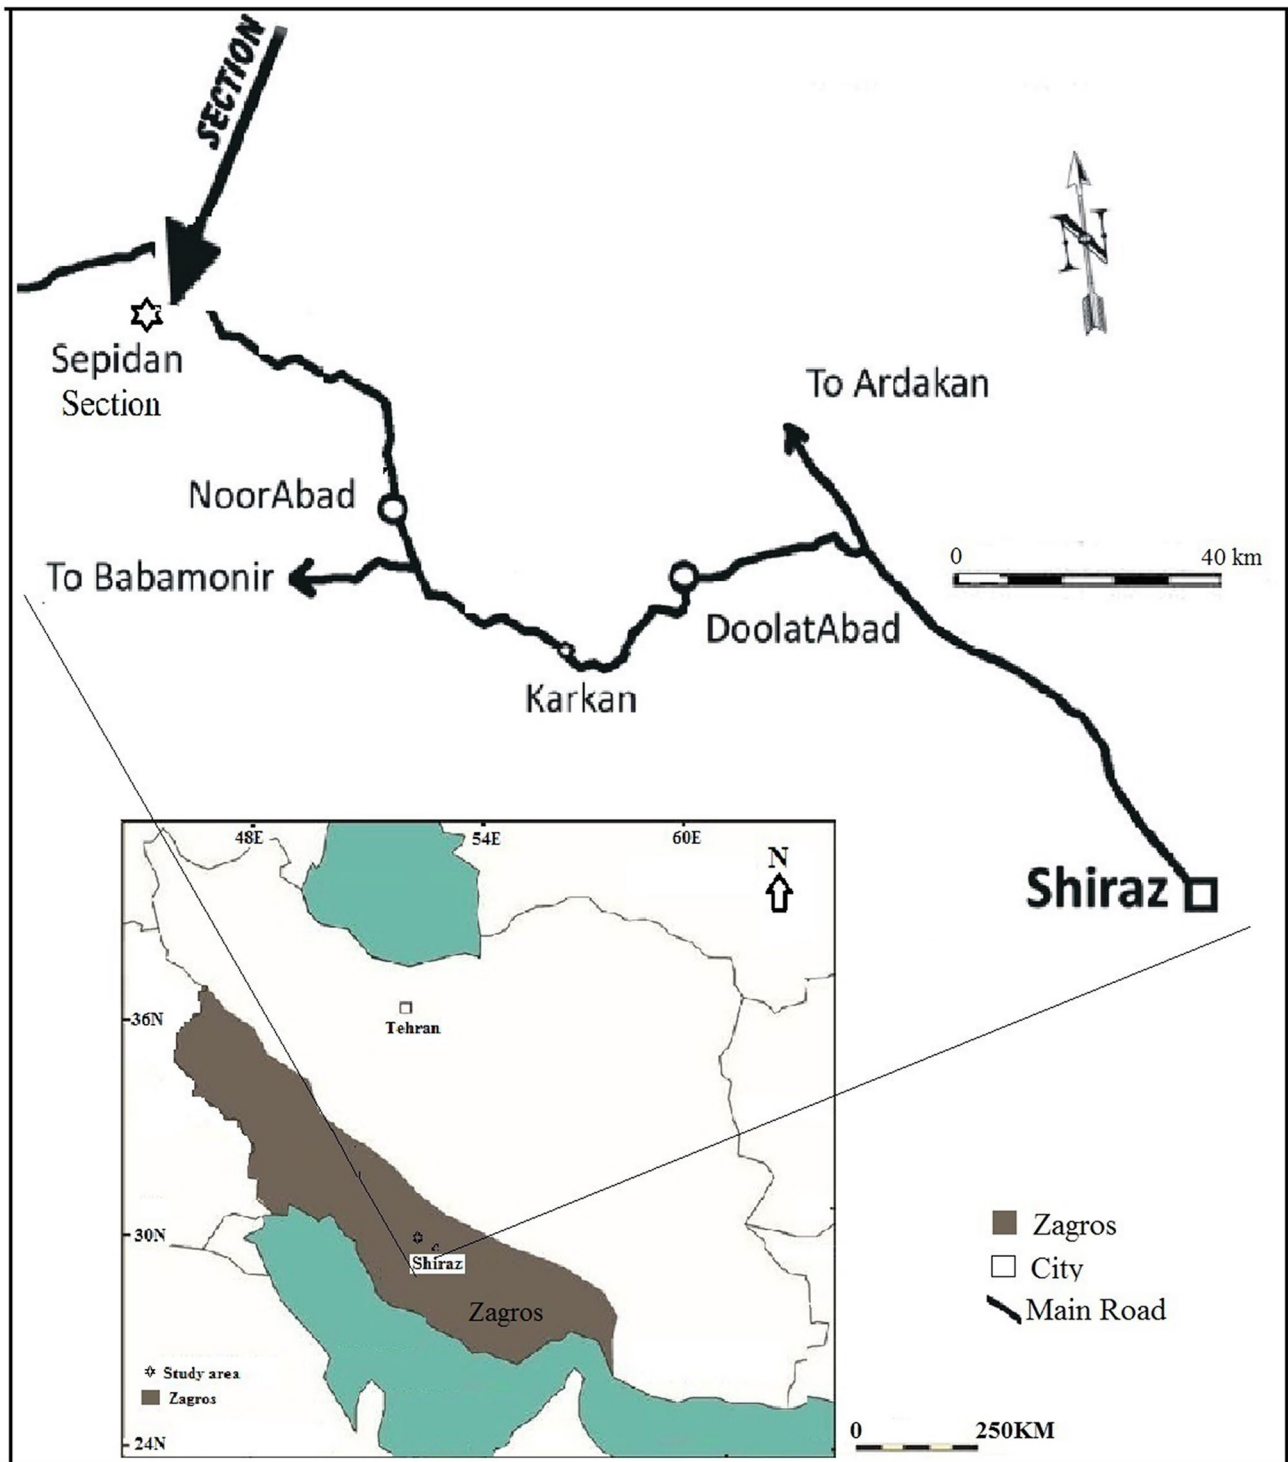 SECTION
N
Sepidan
Section
To Ardakan
NoorAbad
0 40 km
To Babamonir
DoolatAbad
Karkan
Shiraz
48E 54E 60E
N
36N
Tehran
30N
Shiraz
Zagros
Study area
Zagros
24N
Zagros
City
Main Road
0 250KM